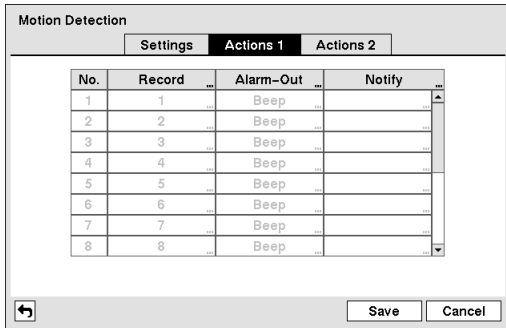 Motion Detection
Settings Actions 1 Actions 2
No. Record ... Alarm-Out ... Notify ...
1 1 ... Beep ... ...
2 2 ... Beep ... ...
3 3 ... Beep ... ...
4 4 ... Beep ... ...
5 5 ... Beep ... ...
6 6 ... Beep ... ...
7 7 ... Beep ... ...
8 8 ... Beep ... ...
Save Cancel